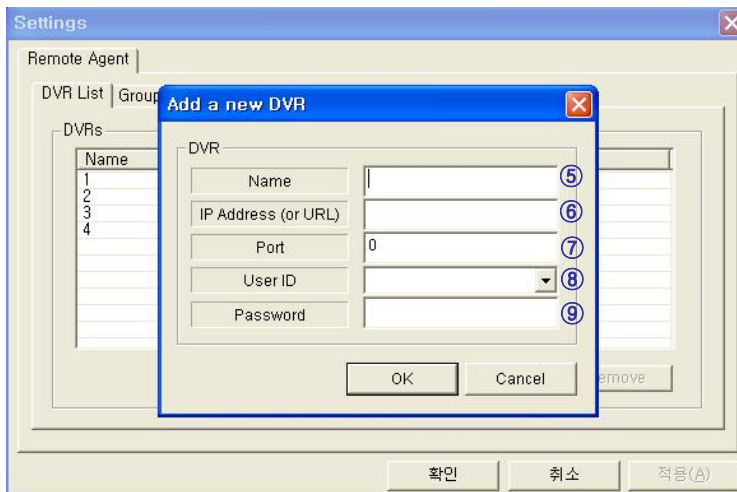 Settings
Remote Agent
DVR List Group
Add a new DVR
DVRs
DVR
Name
1
2
3
4
Name ⑤
IP Address (or URL) ⑥
Port 0 ⑦
User ID ⑧
Password ⑨
OK Cancel
emove
확인 취소 적용(A)